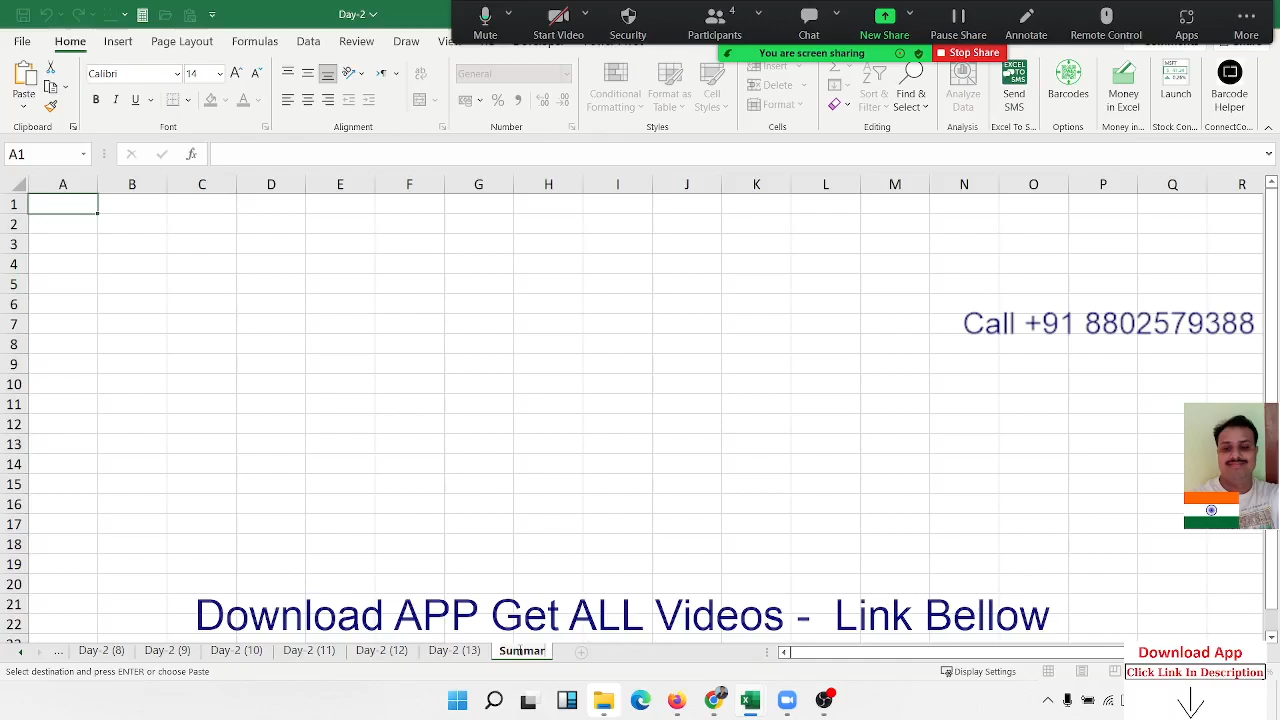 Day-2
Mute
Start Video
Security
4
Participants
Chat
New Share
Pause Share
Annotate
Remote Control
Apps
More
You are screen sharing
Stop Share
File
Home
Insert
Page Layout
Formulas
Data
Review
Draw
Paste
Clipboard
Calibri
14
B I U
Font
ab
Alignment
General
Number
Conditional Formatting
Format as Table
Cell Styles
Styles
Insert
Delete
Format
Cells
Sort & Filter
Find & Select
Editing
Analyze Data
Analysis
Send SMS
Excel To S...
Barcodes
Barcodes
Money in Excel
Money in...
MSFT
Launch
Stock Con...
Barcode Helper
Barcode
A1
fx
A B C D E F G H I J K L M N O P Q R
1
2
3
4
5
6
7
8
9
10
11
12
13
14
15
16
17
18
19
20
21
22
Call +91 8802579388
Download APP Get ALL Videos - Link Bellow
... Day-2 (8) Day-2 (9) Day-2 (10) Day-2 (11) Day-2 (12) Day-2 (13) Summar
Select destination and press ENTER or choose Paste
Display Settings
Download App
Click Link In Description